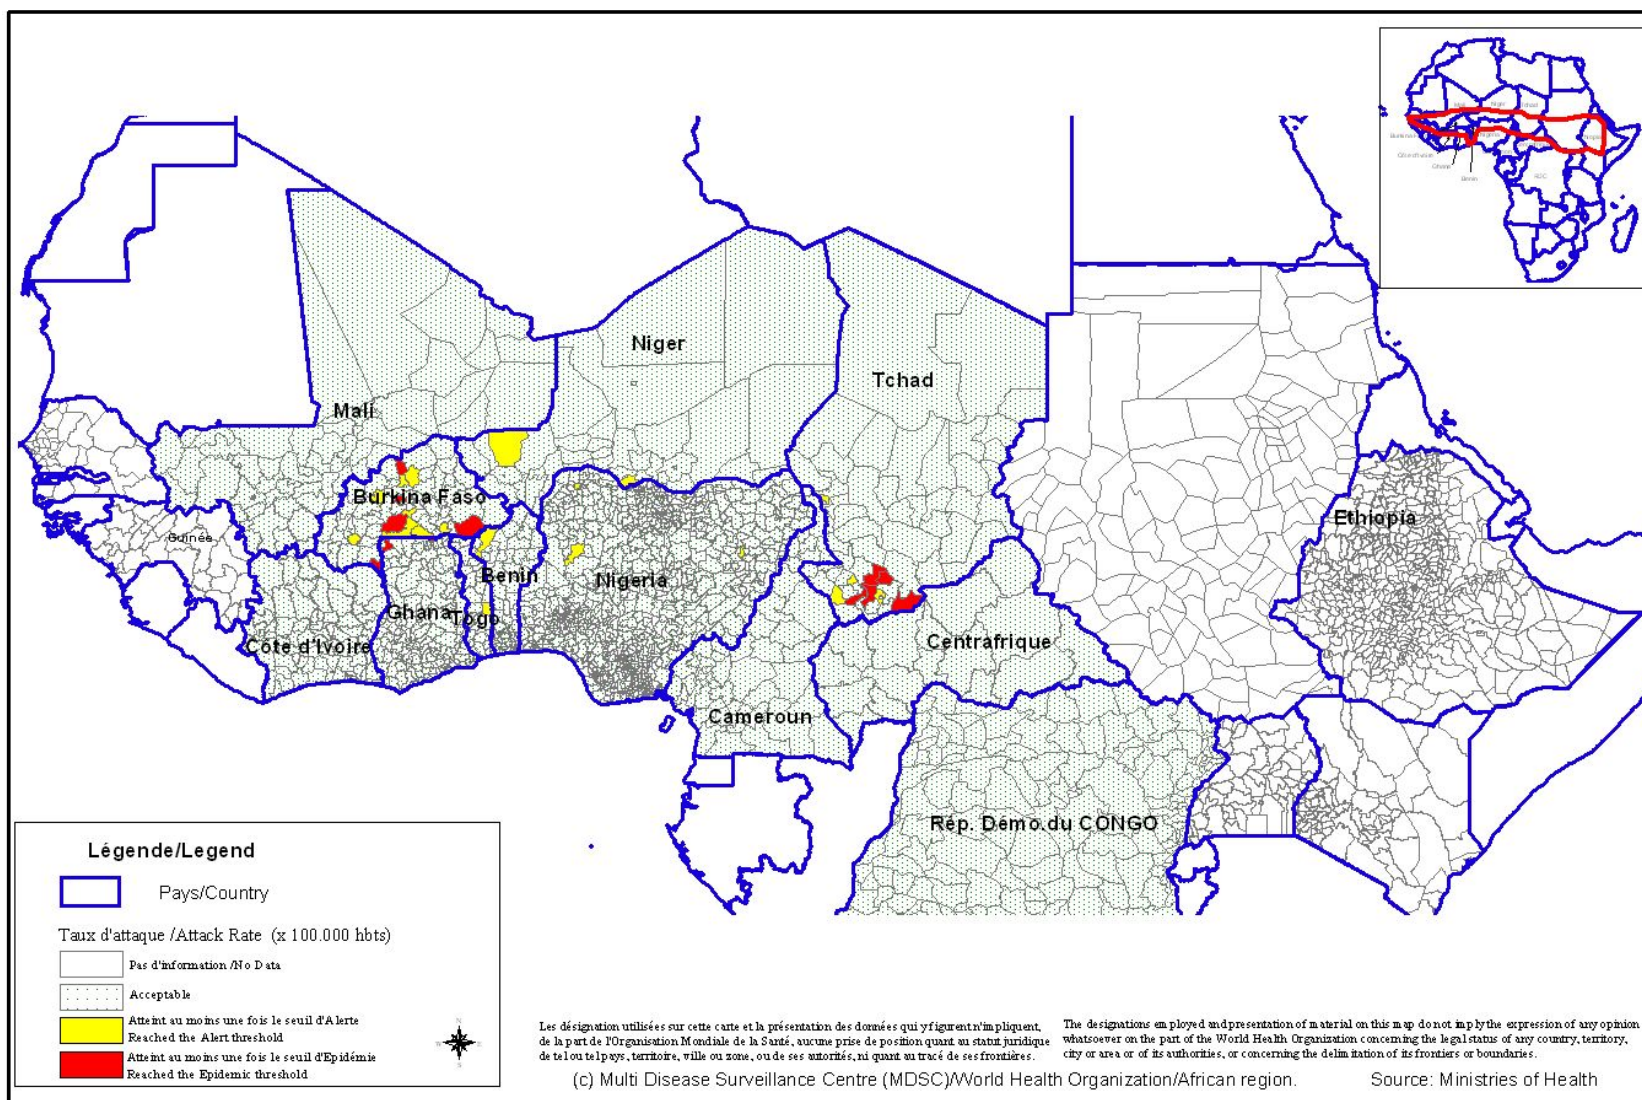 Mali
Niger
Tchad
Burkina Faso
Guinée
Côte d'Ivoire
Ghana
Togo
Benin
Nigeria
Cameroun
Centrafrique
Ethiopia
Rép. Démo.du CONGO
Mali
Niger
Tchad
Côte d'Ivoire
Ghana
Benin
RDC
Légende/Legend
Pays/Country
Taux d'attaque /Attack Rate (x 100.000 hbts)
Pas d'information /No Data
Acceptable
Atteint au moins une fois le seuil d'Alerte
Reached the Alert threshold
Atteint au moins une fois le seuil d'Epidémie
Reached the Epidemic threshold
N
W
E
S
Les désignation utilisées sur cette carte et la présentation des données qui y figurent n'impliquent,
de la part de l'Organisation Mondiale de la Santé, aucune prise de position quant au statut juridique
de tel ou tel pays, territoire, ville ou zone, ou de ses autorités, ni quant au tracé de ses frontières.
The designations employed and presentation of material on this map do not imply the expression of any opinion
whatsoever on the part of the World Health Organization concerning the legal status of any country, territory,
city or area or of its authorities, or concerning the delimitation of its frontiers or boundaries.
(c) Multi Disease Surveillance Centre (MDSC)/World Health Organization/African region.
Source: Ministries of Health